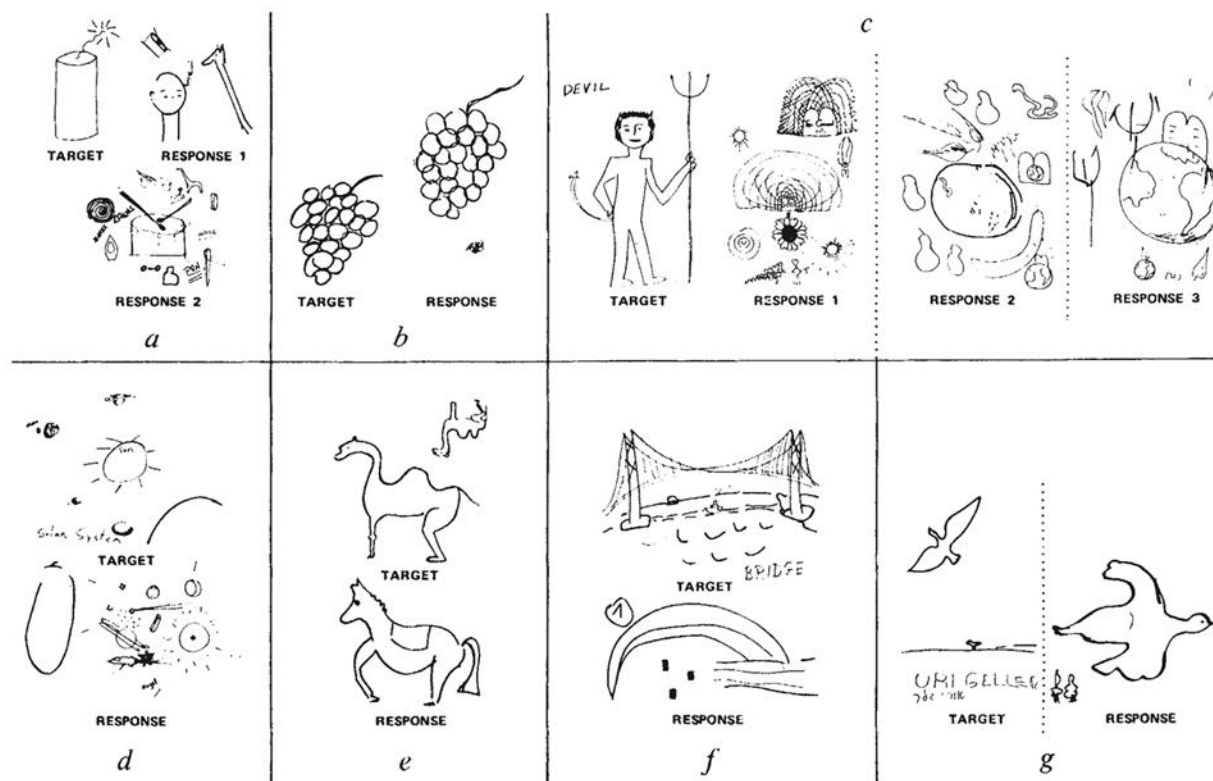 TARGET
RESPONSE 1
RESPONSE 2
a
TARGET
RESPONSE
b
c
DEVIL
TARGET
RESPONSE 1
RESPONSE 2
RESPONSE 3
Sun
Solar System
TARGET
RESPONSE
d
TARGET
RESPONSE
e
BRIDGE
TARGET
1
RESPONSE
f
URI GELLER
TARGET
RESPONSE
g